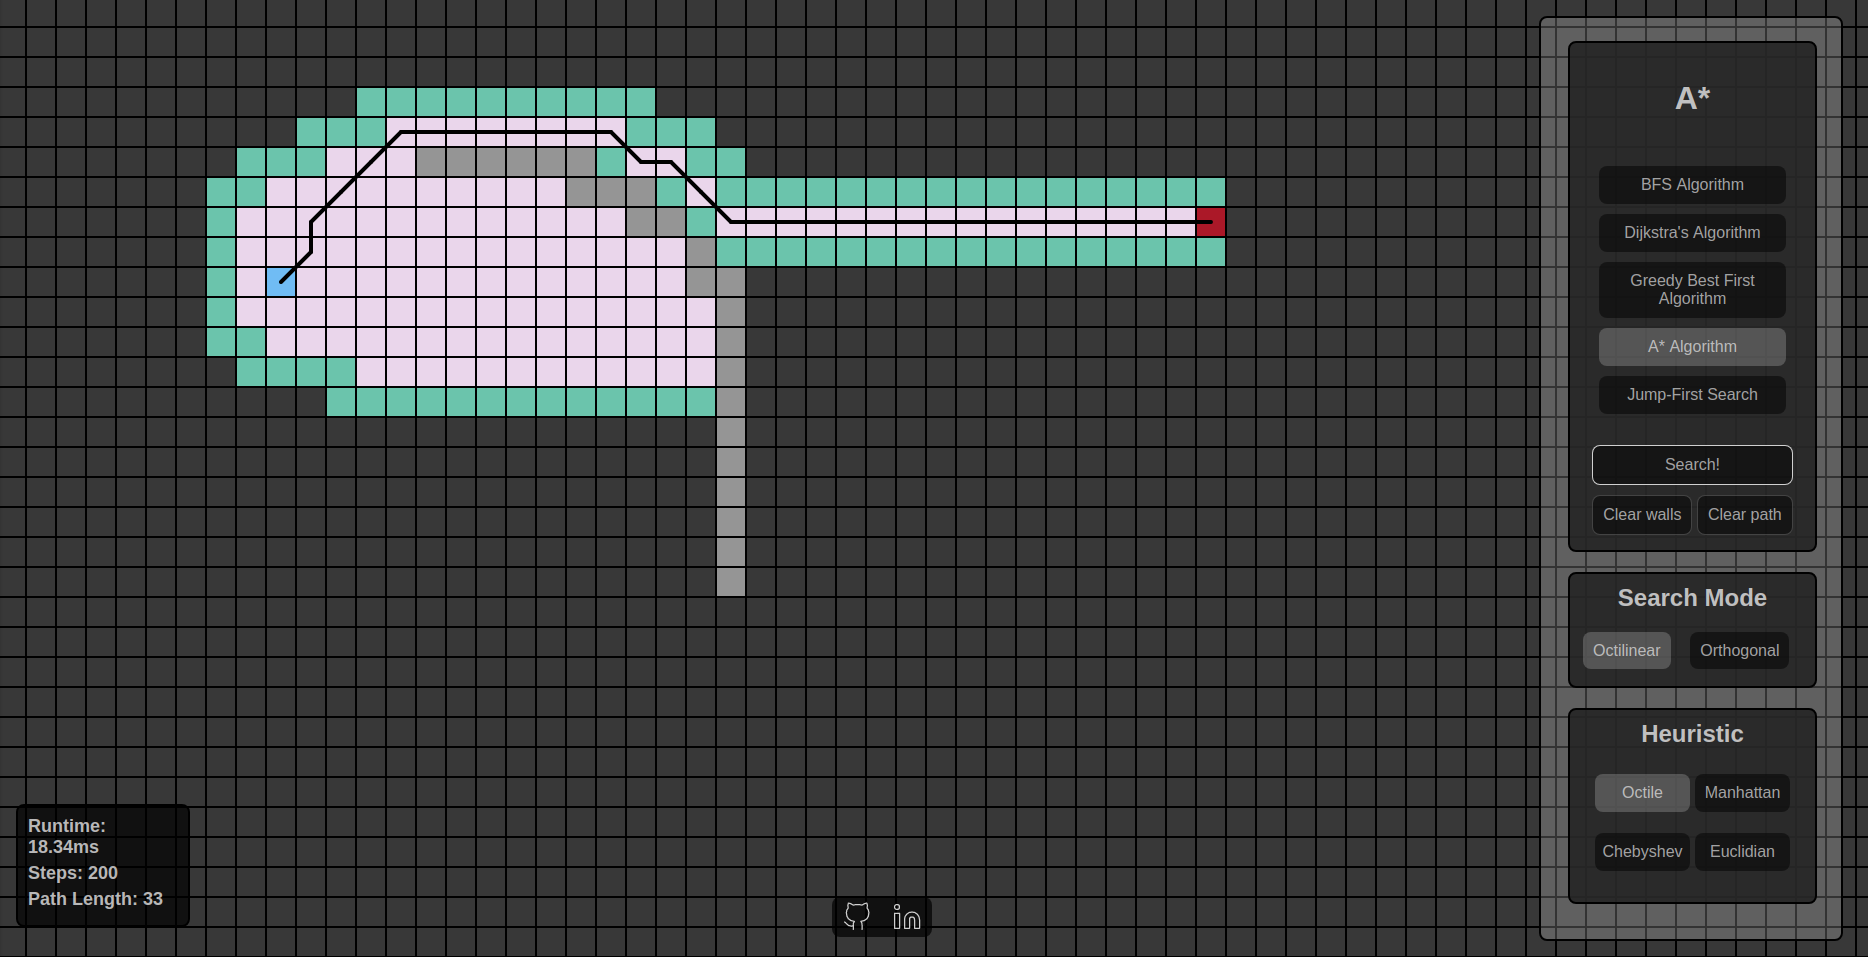 A*
BFS Algorithm
Dijkstra's Algorithm
Greedy Best First
Algorithm
A* Algorithm
Jump-First Search
Search!
Clear walls
Clear path
Search Mode
Octilinear
Orthogonal
Heuristic
Octile
Manhattan
Chebyshev
Euclidian
Runtime:
18.34ms
Steps: 200
Path Length: 33
in